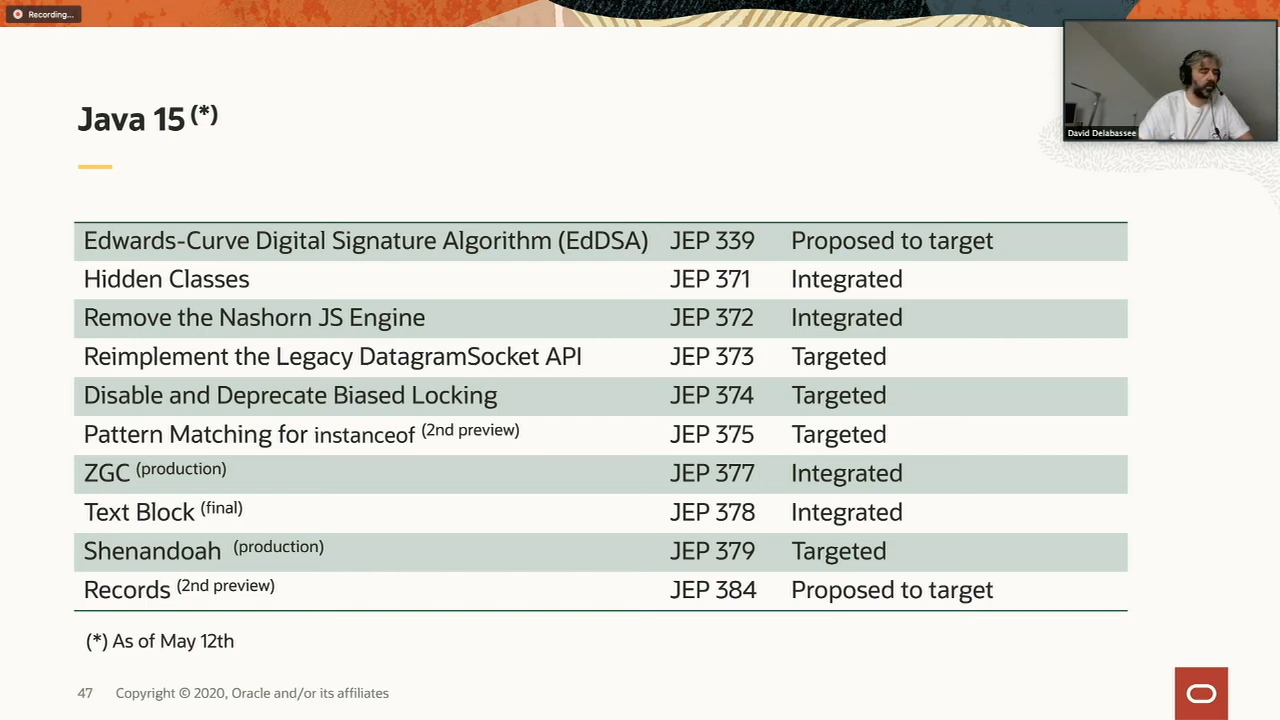 Recording...
Java 15 (*)
David Delabassee
Edwards-Curve Digital Signature Algorithm (EdDSA) JEP 339 Proposed to target
Hidden Classes JEP 371 Integrated
Remove the Nashorn JS Engine JEP 372 Integrated
Reimplement the Legacy DatagramSocket API JEP 373 Targeted
Disable and Deprecate Biased Locking JEP 374 Targeted
Pattern Matching for instanceof (2nd preview) JEP 375 Targeted
ZGC (production) JEP 377 Integrated
Text Block (final) JEP 378 Integrated
Shenandoah (production) JEP 379 Targeted
Records (2nd preview) JEP 384 Proposed to target
(*) As of May 12th
47 Copyright © 2020, Oracle and/or its affiliates